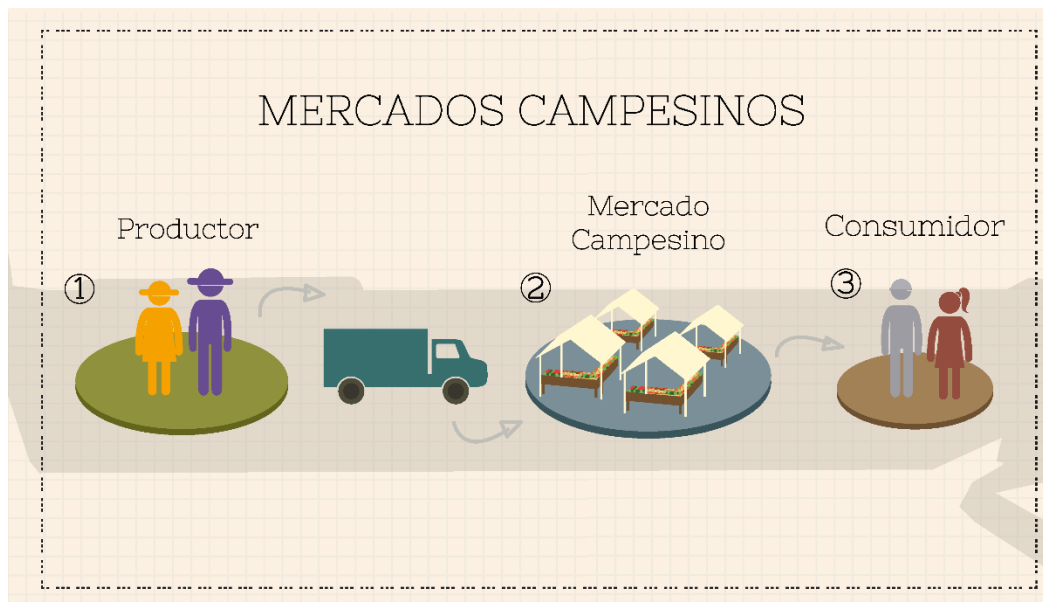 MERCADOS CAMPESINOS
Productor
Mercado
Campesino
Consumidor
①
②
③